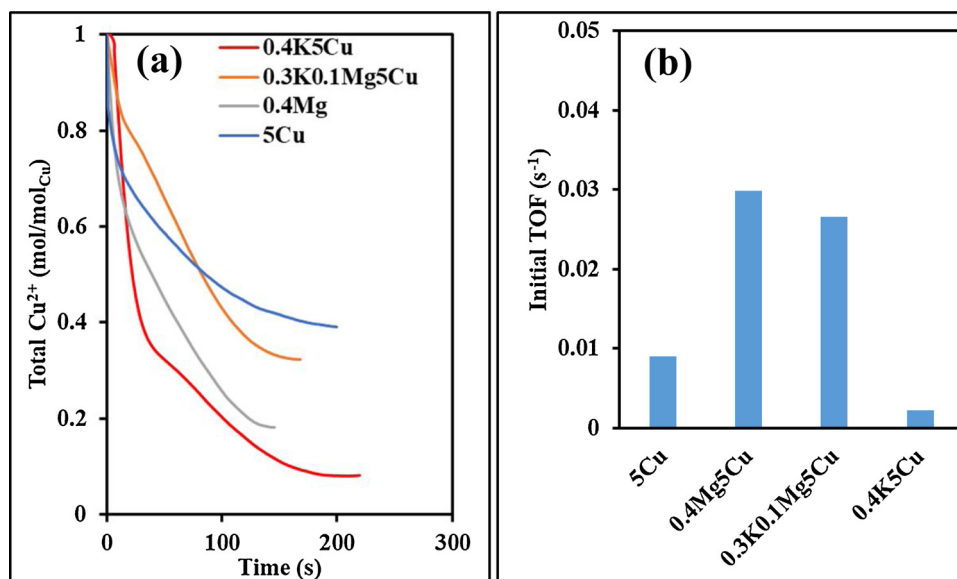 (a)
0.4K5Cu
0.3K0.1Mg5Cu
0.4Mg
5Cu
Total Cu²⁺ (mol/molCu)
1
0.8
0.6
0.4
0.2
0
0
100
200
300
Time (s)
(b)
Initial TOF (s⁻¹)
0.05
0.04
0.03
0.02
0.01
0
5Cu
0.4Mg5Cu
0.3K0.1Mg5Cu
0.4K5Cu